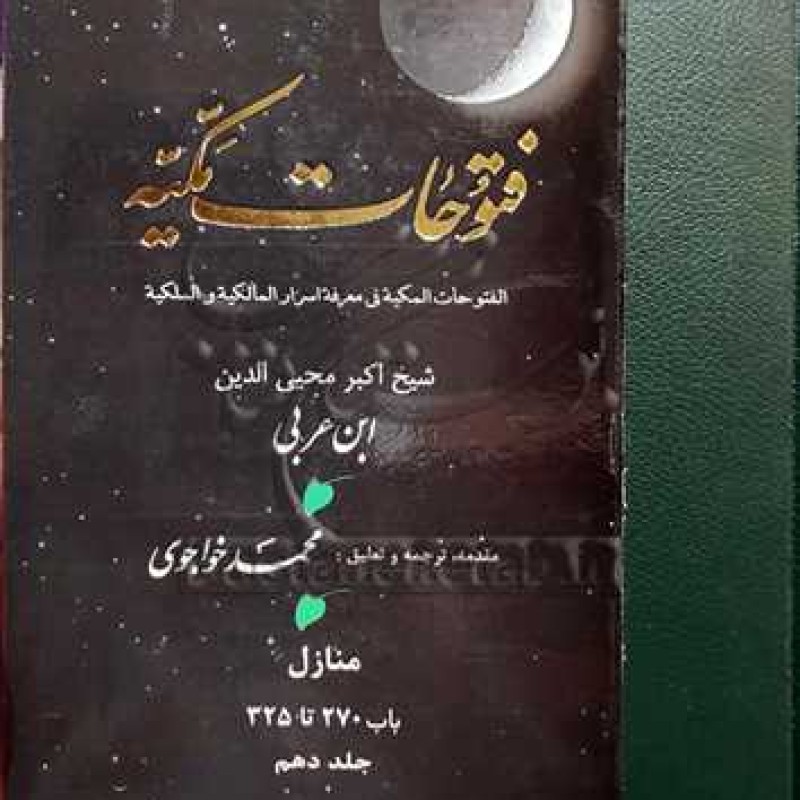 فتوحات مکیّه
الفتوحات المکیة فی معرفة اسرار المالکیة و الملکیة
شیخ اکبر محیی الدین
ابن عربی
مقدمه، ترجمه و تعلیق : محمد خواجوی
منازل
باب ۲۷۰ تا ۳۲۵
جلد دهم